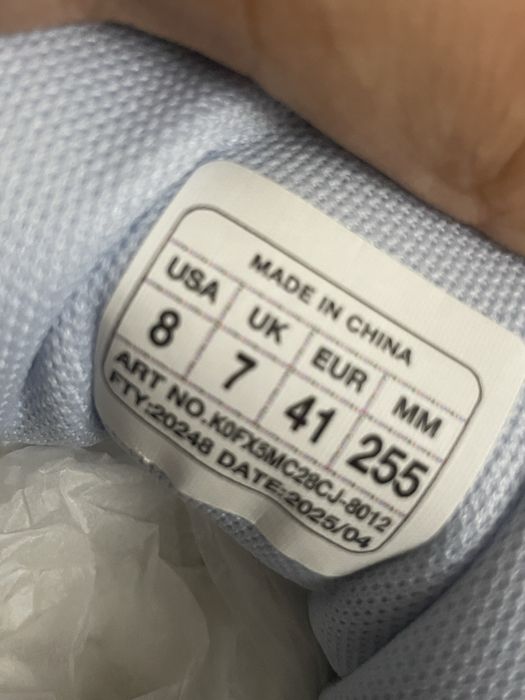 MADE IN CHINA
USA UK EUR MM
8 7 41 255
ART NO.K0FX5MC28CJ-8012
FTY:20248 DATE:2025/04